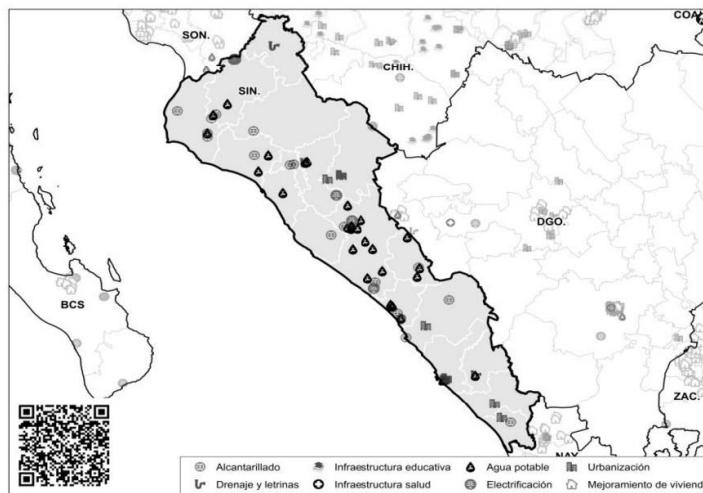 SON.
COA
CHIH.
SIN.
DGO.
BCS
ZAC.
NAY.
Alcantarillado
Infraestructura educativa
Agua potable
Urbanización
Drenaje y letrinas
Infraestructura salud
Electrificación
Mejoramiento de viviend